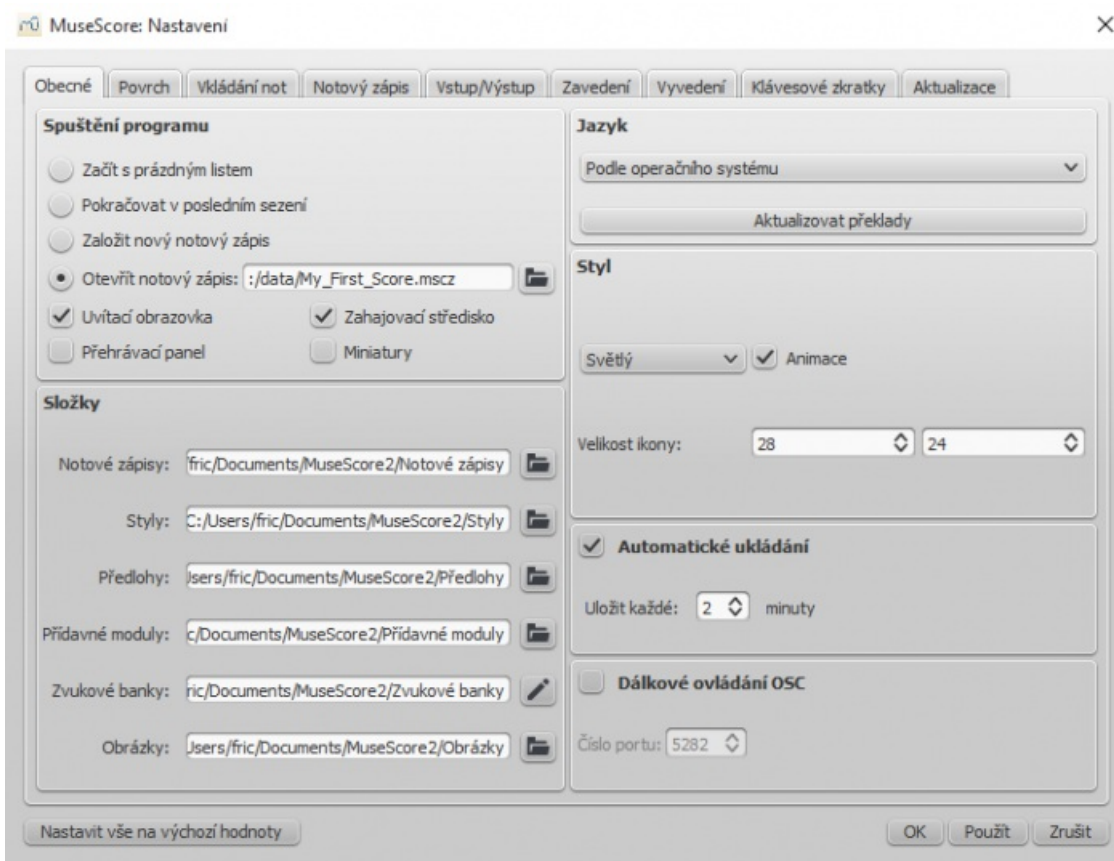 MuseScore: Nastavení
Obecné Povrch Vkládání not Notový zápis Vstup/Výstup Zavedení Vyvedení Klávesové zkratky Aktualizace
Spuštění programu
Začít s prázdným listem
Pokračovat v posledním sezení
Založit nový notový zápis
Otevřít notový zápis: :/data/My_First_Score.mscz
Uvítací obrazovka Zahajovací středisko
Přehrávací panel Miniatury
Složky
Notové zápisy: fric/Documents/MuseScore2/Notové zápisy
Styly: C:/Users/fric/Documents/MuseScore2/Styly
Předlohy: Jsers/fric/Documents/MuseScore2/Předlohy
Přídavné moduly: c/Documents/MuseScore2/Přídavné moduly
Zvukové banky: ric/Documents/MuseScore2/Zvukové banky
Obrázky: Jsers/fric/Documents/MuseScore2/Obrázky
Jazyk
Podle operačního systému
Aktualizovat překlady
Styl
Světlý Animace
Velikost ikony: 28 24
Automatické ukládání
Uložit každé: 2 minuty
Dálkové ovládání OSC
Číslo portu: 5282
Nastavit vše na výchozí hodnoty OK Použít Zrušit